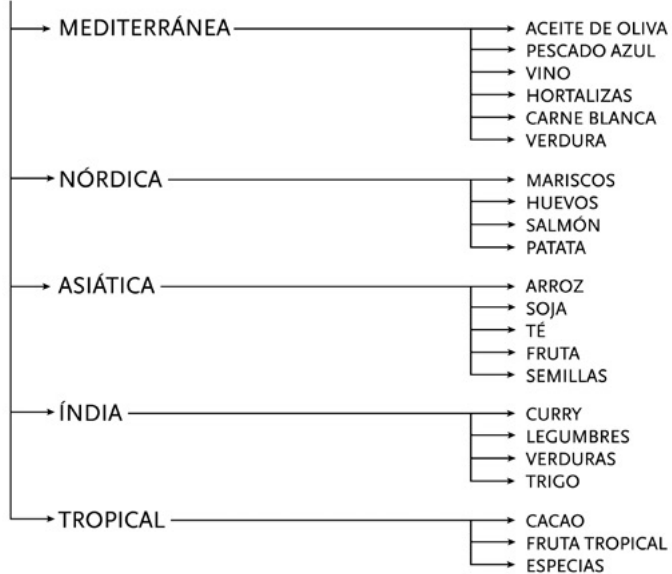 MEDITERRÁNEA
ACEITE DE OLIVA
PESCADO AZUL
VINO
HORTALIZAS
CARNE BLANCA
VERDURA
NÓRDICA
MARISCOS
HUEVOS
SALMÓN
PATATA
ASIÁTICA
ARROZ
SOJA
TÉ
FRUTA
SEMILLAS
ÍNDIA
CURRY
LEGUMBRES
VERDURAS
TRIGO
TROPICAL
CACAO
FRUTA TROPICAL
ESPECIAS